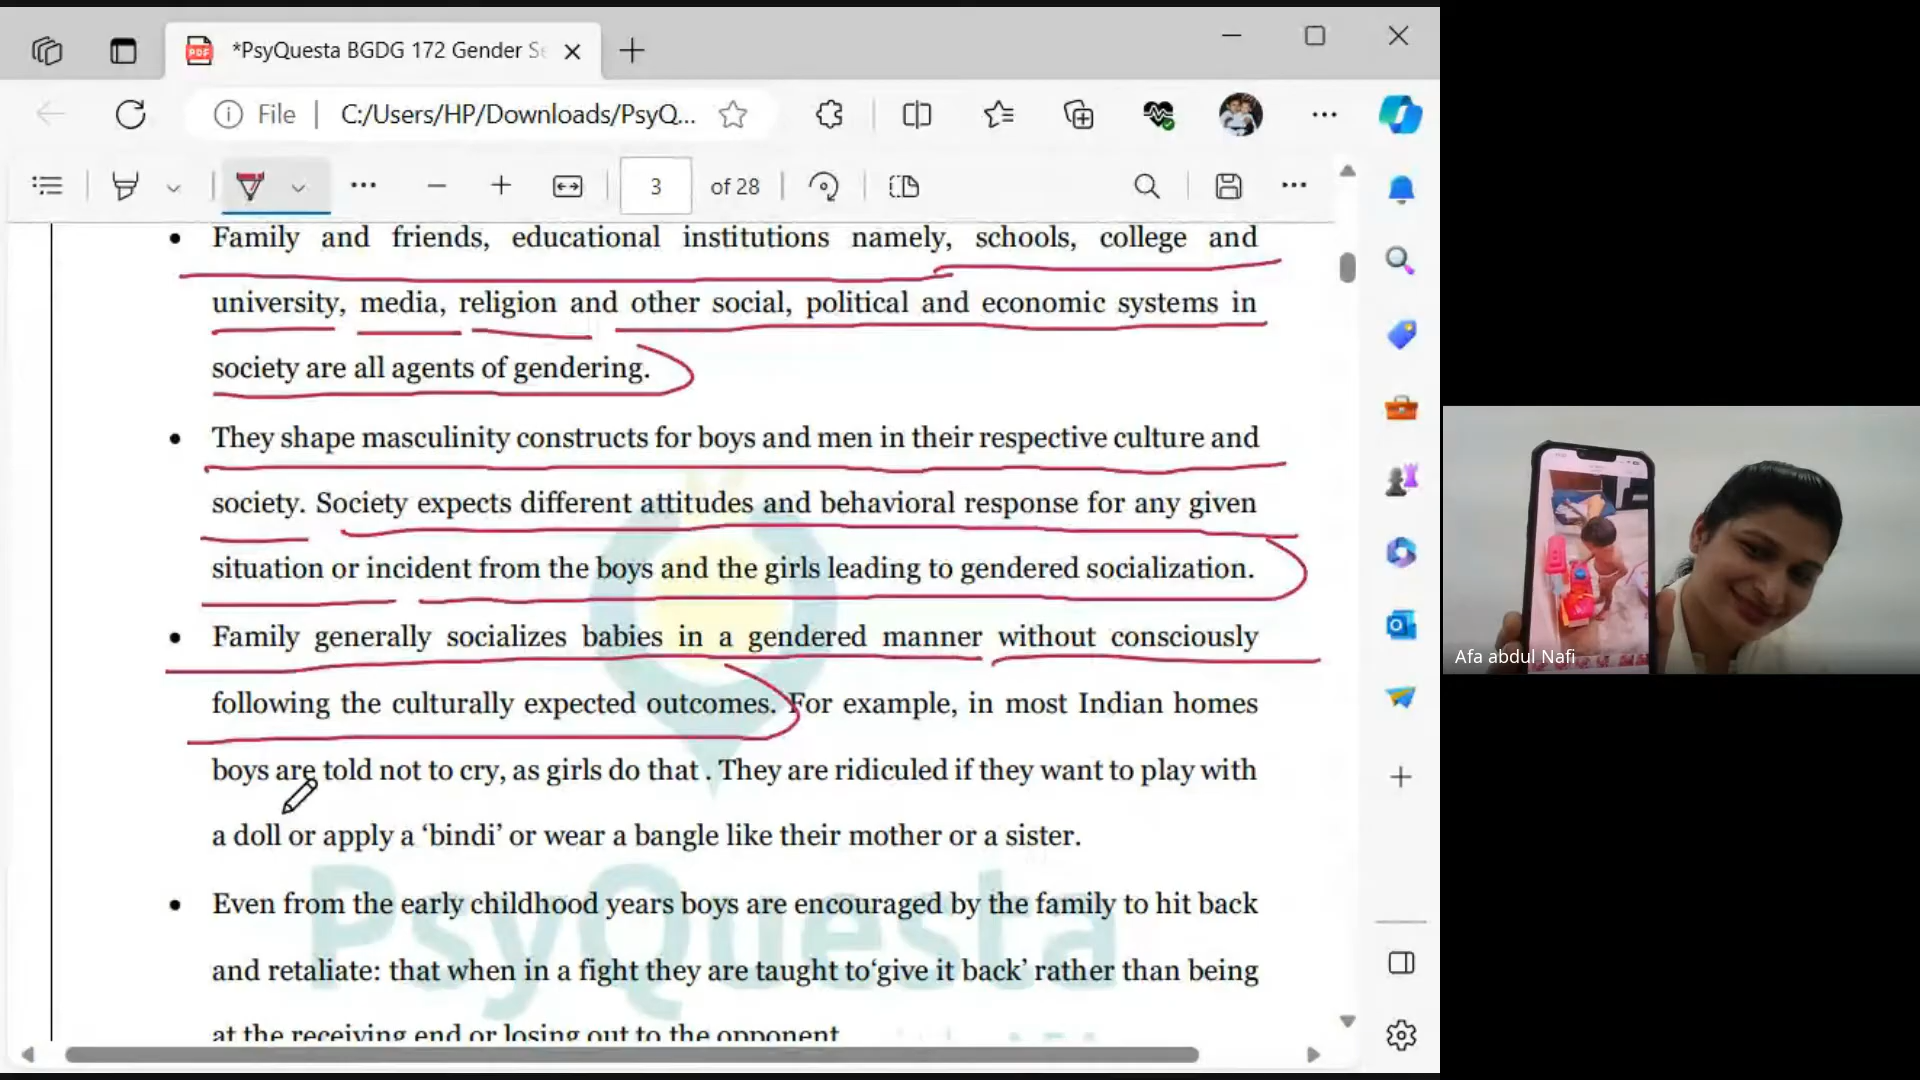 *PsyQuesta BGDG 172 Gender Se
File
C:/Users/HP/Downloads/PsyQ...
3 of 28
Family and friends, educational institutions namely, schools, college and
university, media, religion and other social, political and economic systems in
society are all agents of gendering.
They shape masculinity constructs for boys and men in their respective culture and
society. Society expects different attitudes and behavioral response for any given
situation or incident from the boys and the girls leading to gendered socialization.
Family generally socializes babies in a gendered manner without consciously
following the culturally expected outcomes. For example, in most Indian homes
boys are told not to cry, as girls do that . They are ridiculed if they want to play with
a doll or apply a ‘bindi’ or wear a bangle like their mother or a sister.
Even from the early childhood years boys are encouraged by the family to hit back
and retaliate: that when in a fight they are taught to‘give it back’ rather than being
at the receiving end or losing out to the opponent
PsyQuesta
Afa abdul Nafi